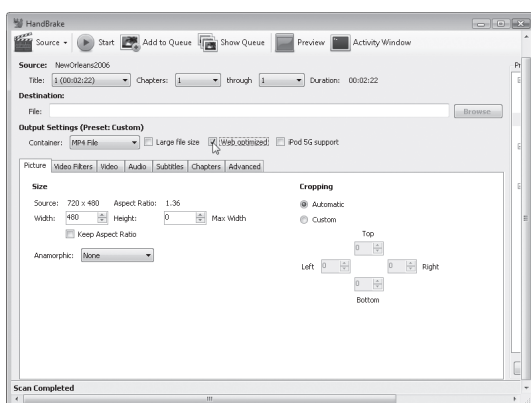 HandBrake
Source Start Add to Queue Show Queue Preview Activity Window
Source: NewOrleans2006 Pr
Title: 1 (00:02:22) Chapters: 1 through 1 Duration: 00:02:22
Destination:
File: Browse
Output Settings (Preset: Custom)
Container: MP4 File Large file size Web optimized iPod 5G support
Picture Video Filters Video Audio Subtitles Chapters Advanced
Size Cropping
Source: 720 x 480 Aspect Ratio: 1.36 Automatic
Width: 480 Height: 0 Max Width Custom
Keep Aspect Ratio Top
0
Anamorphic: None
Left 0 0 Right
0
Bottom
Scan Completed